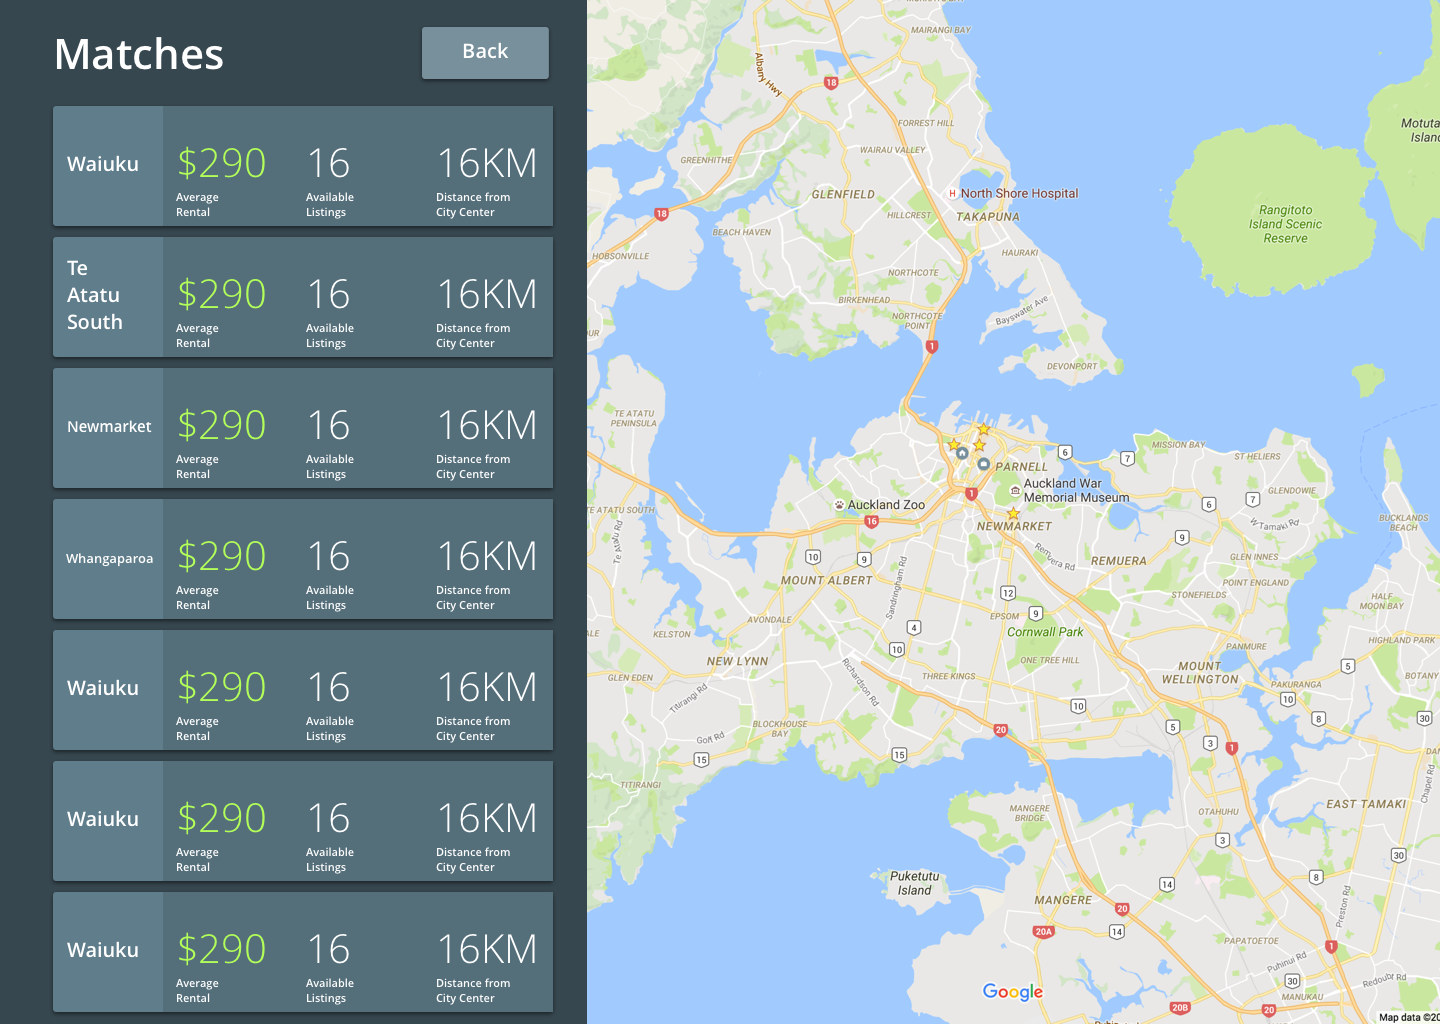 Matches
Back
Waiuku
$290
16
16KM
Average
Rental
Available
Listings
Distance from
City Center
Te
Atatu
South
$290
16
16KM
Average
Rental
Available
Listings
Distance from
City Center
Newmarket
$290
16
16KM
Average
Rental
Available
Listings
Distance from
City Center
Whangaparoa
$290
16
16KM
Average
Rental
Available
Listings
Distance from
City Center
Waiuku
$290
16
16KM
Average
Rental
Available
Listings
Distance from
City Center
Waiuku
$290
16
16KM
Average
Rental
Available
Listings
Distance from
City Center
Waiuku
$290
16
16KM
Average
Rental
Available
Listings
Distance from
City Center
MAIRANGI BAY
Albany Hwy
18
FORREST HILL
WAIRAU VALLEY
GREENHITHE
Motuta
Island
GLENFIELD
H North Shore Hospital
18
HILLCREST
TAKAPUNA
Rangitoto
Island Scenic
Reserve
BEACH HAVEN
HOBSONVILLE
HAURAKI
NORTHCOTE
BIRKENHEAD
NORTHCOTE
POINT
Bayswater Ave
OUR
1
DEVONPORT
TE ATATU
PENINSULA
MISSION BAY
6
7
ST HELIERS
PARNELL
Auckland War
Memorial Museum
1
GLENDOWIE
6
7
TE ATATU SOUTH
Auckland Zoo
16
NEWMARKET
W Tamaki Rd
BUCKLANDS
BEACH
Te Atatu Rd
10
9
Remuera Rd
REMUERA
9
GLEN INNES
MOUNT ALBERT
Sandringham Rd
12
POINT ENGLAND
STONEFIELDS
HALF
MOON BAY
9
EPSOM
AVONDALE
4
Cornwall Park
ALE
KELSTON
10
HIGHLAND PARK
PANMURE
NEW LYNN
ONE TREE HILL
MOUNT
WELLINGTON
5
GLEN EDEN
Richardson Rd
THREE KINGS
BOTANY
PAKURANGA
Titirangi Rd
10
10
BLOCKHOUSE
BAY
20
5
8
30
Golf Rd
3
1
15
15
DAN
TITIRANGI
Chapel Rd
MANGERE
BRIDGE
OTAHUHU
EAST TAMAKI
3
30
Puketutu
Island
14
8
MANGERE
20
Preston Rd
20A
14
PAPATOETOE
1
Puhinui Rd
30
Redoubt Rd
Google
MANUKAU
20B
20
Map data ©20